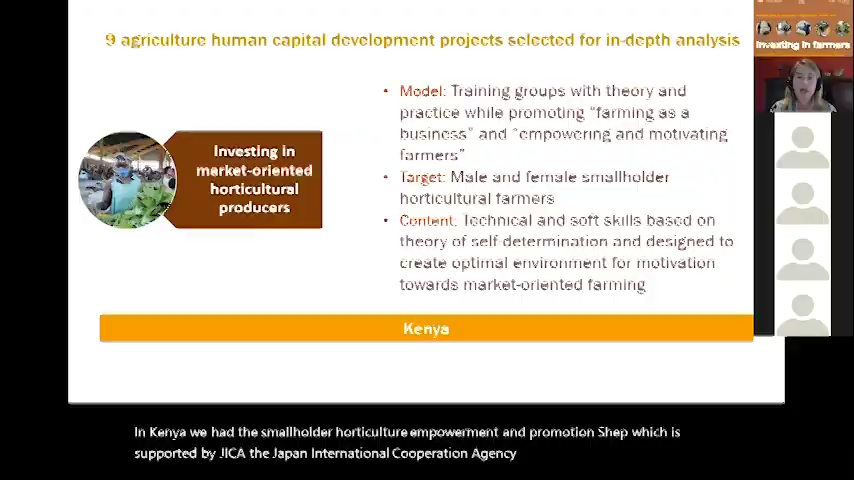 9 agriculture human capital development projects selected for in-depth analysis
Investing in farmers
Investing in
market-oriented
horticultural
producers
• Model: Training groups with theory and
practice while promoting “farming as a
business” and “empowering and motivating
farmers”
• Target: Male and female smallholder
horticultural farmers
• Content: Technical and soft skills based on
theory of self-determination and designed to
create optimal environment for motivation
towards market-oriented farming
Kenya
In Kenya we had the smallholder horticulture empowerment and promotion Shep which is
supported by JICA the Japan International Cooperation Agency